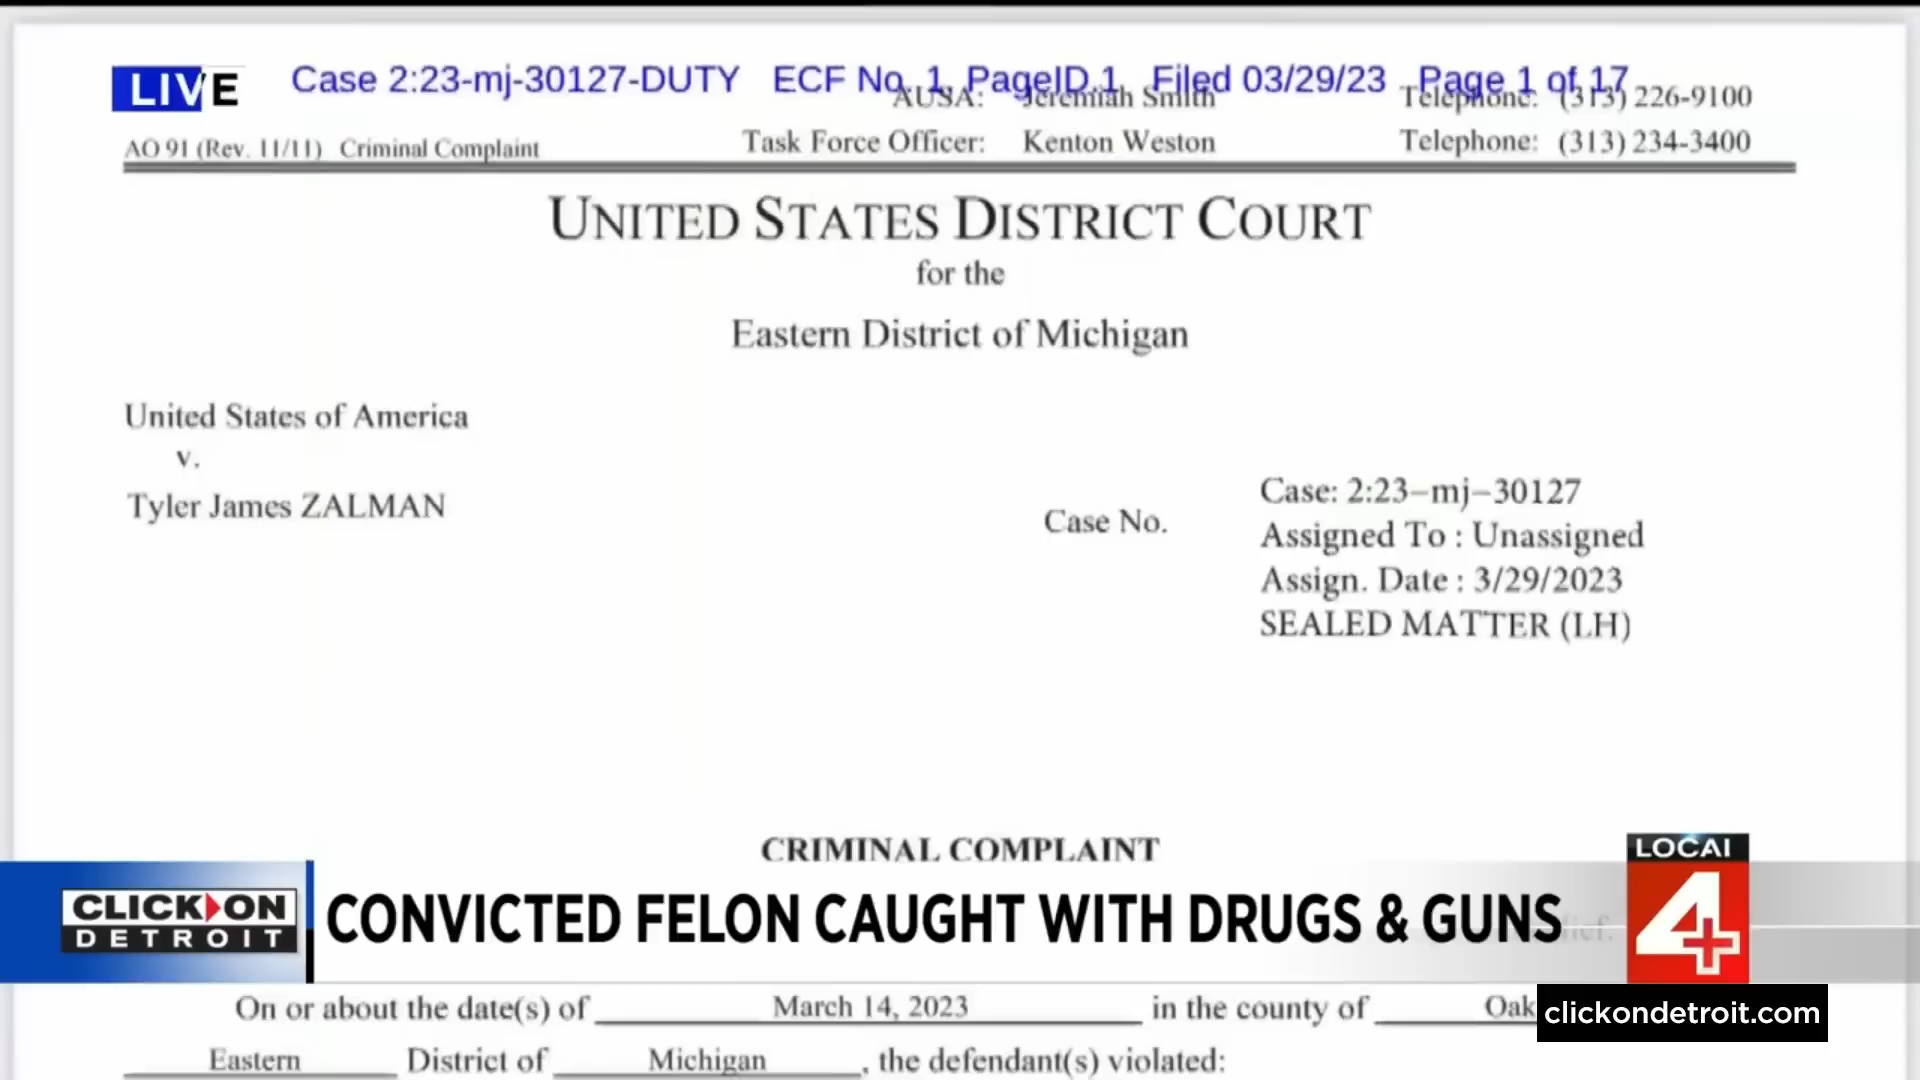 LIVE
Case 2:23-mj-30127-DUTY ECF No. 1, PageID.1 Filed 03/29/23 Page 1 of 17
AUSA: Jeremiah Smith Telephone: (313) 226-9100
AO 91 (Rev. 11/11) Criminal Complaint Task Force Officer: Kenton Weston Telephone: (313) 234-3400
UNITED STATES DISTRICT COURT
for the
Eastern District of Michigan
United States of America
v.
Tyler James ZALMAN
Case No.
Case: 2:23-mj-30127
Assigned To : Unassigned
Assign. Date : 3/29/2023
SEALED MATTER (LH)
CRIMINAL COMPLAINT
CLICK ON
DETROIT
CONVICTED FELON CAUGHT WITH DRUGS & GUNS
LOCAL
4
On or about the date(s) of March 14, 2023 in the county of Oak
clickondetroit.com
Eastern District of Michigan , the defendant(s) violated: